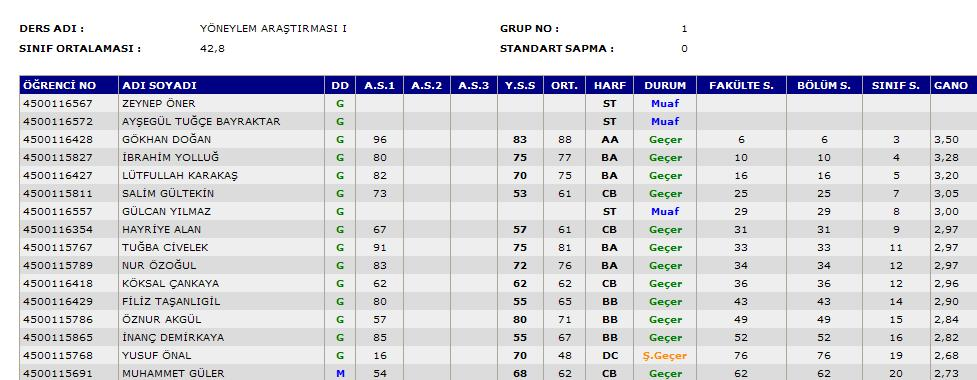 DERS ADI : YÖNEYLEM ARAŞTIRMASI I GRUP NO : 1
SINIF ORTALAMASI : 42,8 STANDART SAPMA : 0
ÖĞRENCİ NO ADI SOYADI DD A.S.1 A.S.2 A.S.3 Y.S.S ORT. HARF DURUM FAKÜLTE S. BÖLÜM S. SINIF S. GANO
4500116567 ZEYNEP ÖNER G ST Muaf
4500116572 AYŞEGÜL TUĞÇE BAYRAKTAR G ST Muaf
4500116428 GÖKHAN DOĞAN G 96 83 88 AA Geçer 6 6 3 3,50
4500115827 İBRAHİM YOLLUĞ G 80 75 77 BA Geçer 10 10 4 3,28
4500116427 LÜTFULLAH KARAKAŞ G 82 70 75 BA Geçer 16 16 5 3,20
4500115811 SALİM GÜLTEKİN G 73 53 61 CB Geçer 25 25 7 3,05
4500116557 GÜLCAN YILMAZ G ST Muaf 29 29 8 3,00
4500116354 HAYRİYE ALAN G 67 57 61 CB Geçer 31 31 9 2,97
4500115767 TUĞBA CİVELEK G 91 75 81 BA Geçer 33 33 11 2,97
4500115789 NUR ÖZOĞUL G 83 72 76 BA Geçer 34 34 12 2,97
4500116418 KÖKSAL ÇANKAYA G 62 62 62 CB Geçer 36 36 12 2,96
4500116429 FİLİZ TAŞANLIGİL G 80 55 65 BB Geçer 43 43 14 2,90
4500115786 ÖZNUR AKGÜL G 57 80 71 BB Geçer 49 49 15 2,84
4500115865 İNANÇ DEMİRKAYA G 85 55 67 BB Geçer 52 52 16 2,82
4500115768 YUSUF ÖNAL G 16 70 48 DC Ş.Geçer 76 76 19 2,68
4500115691 MUHAMMET GÜLER M 54 68 62 CB Geçer 62 62 20 2,73